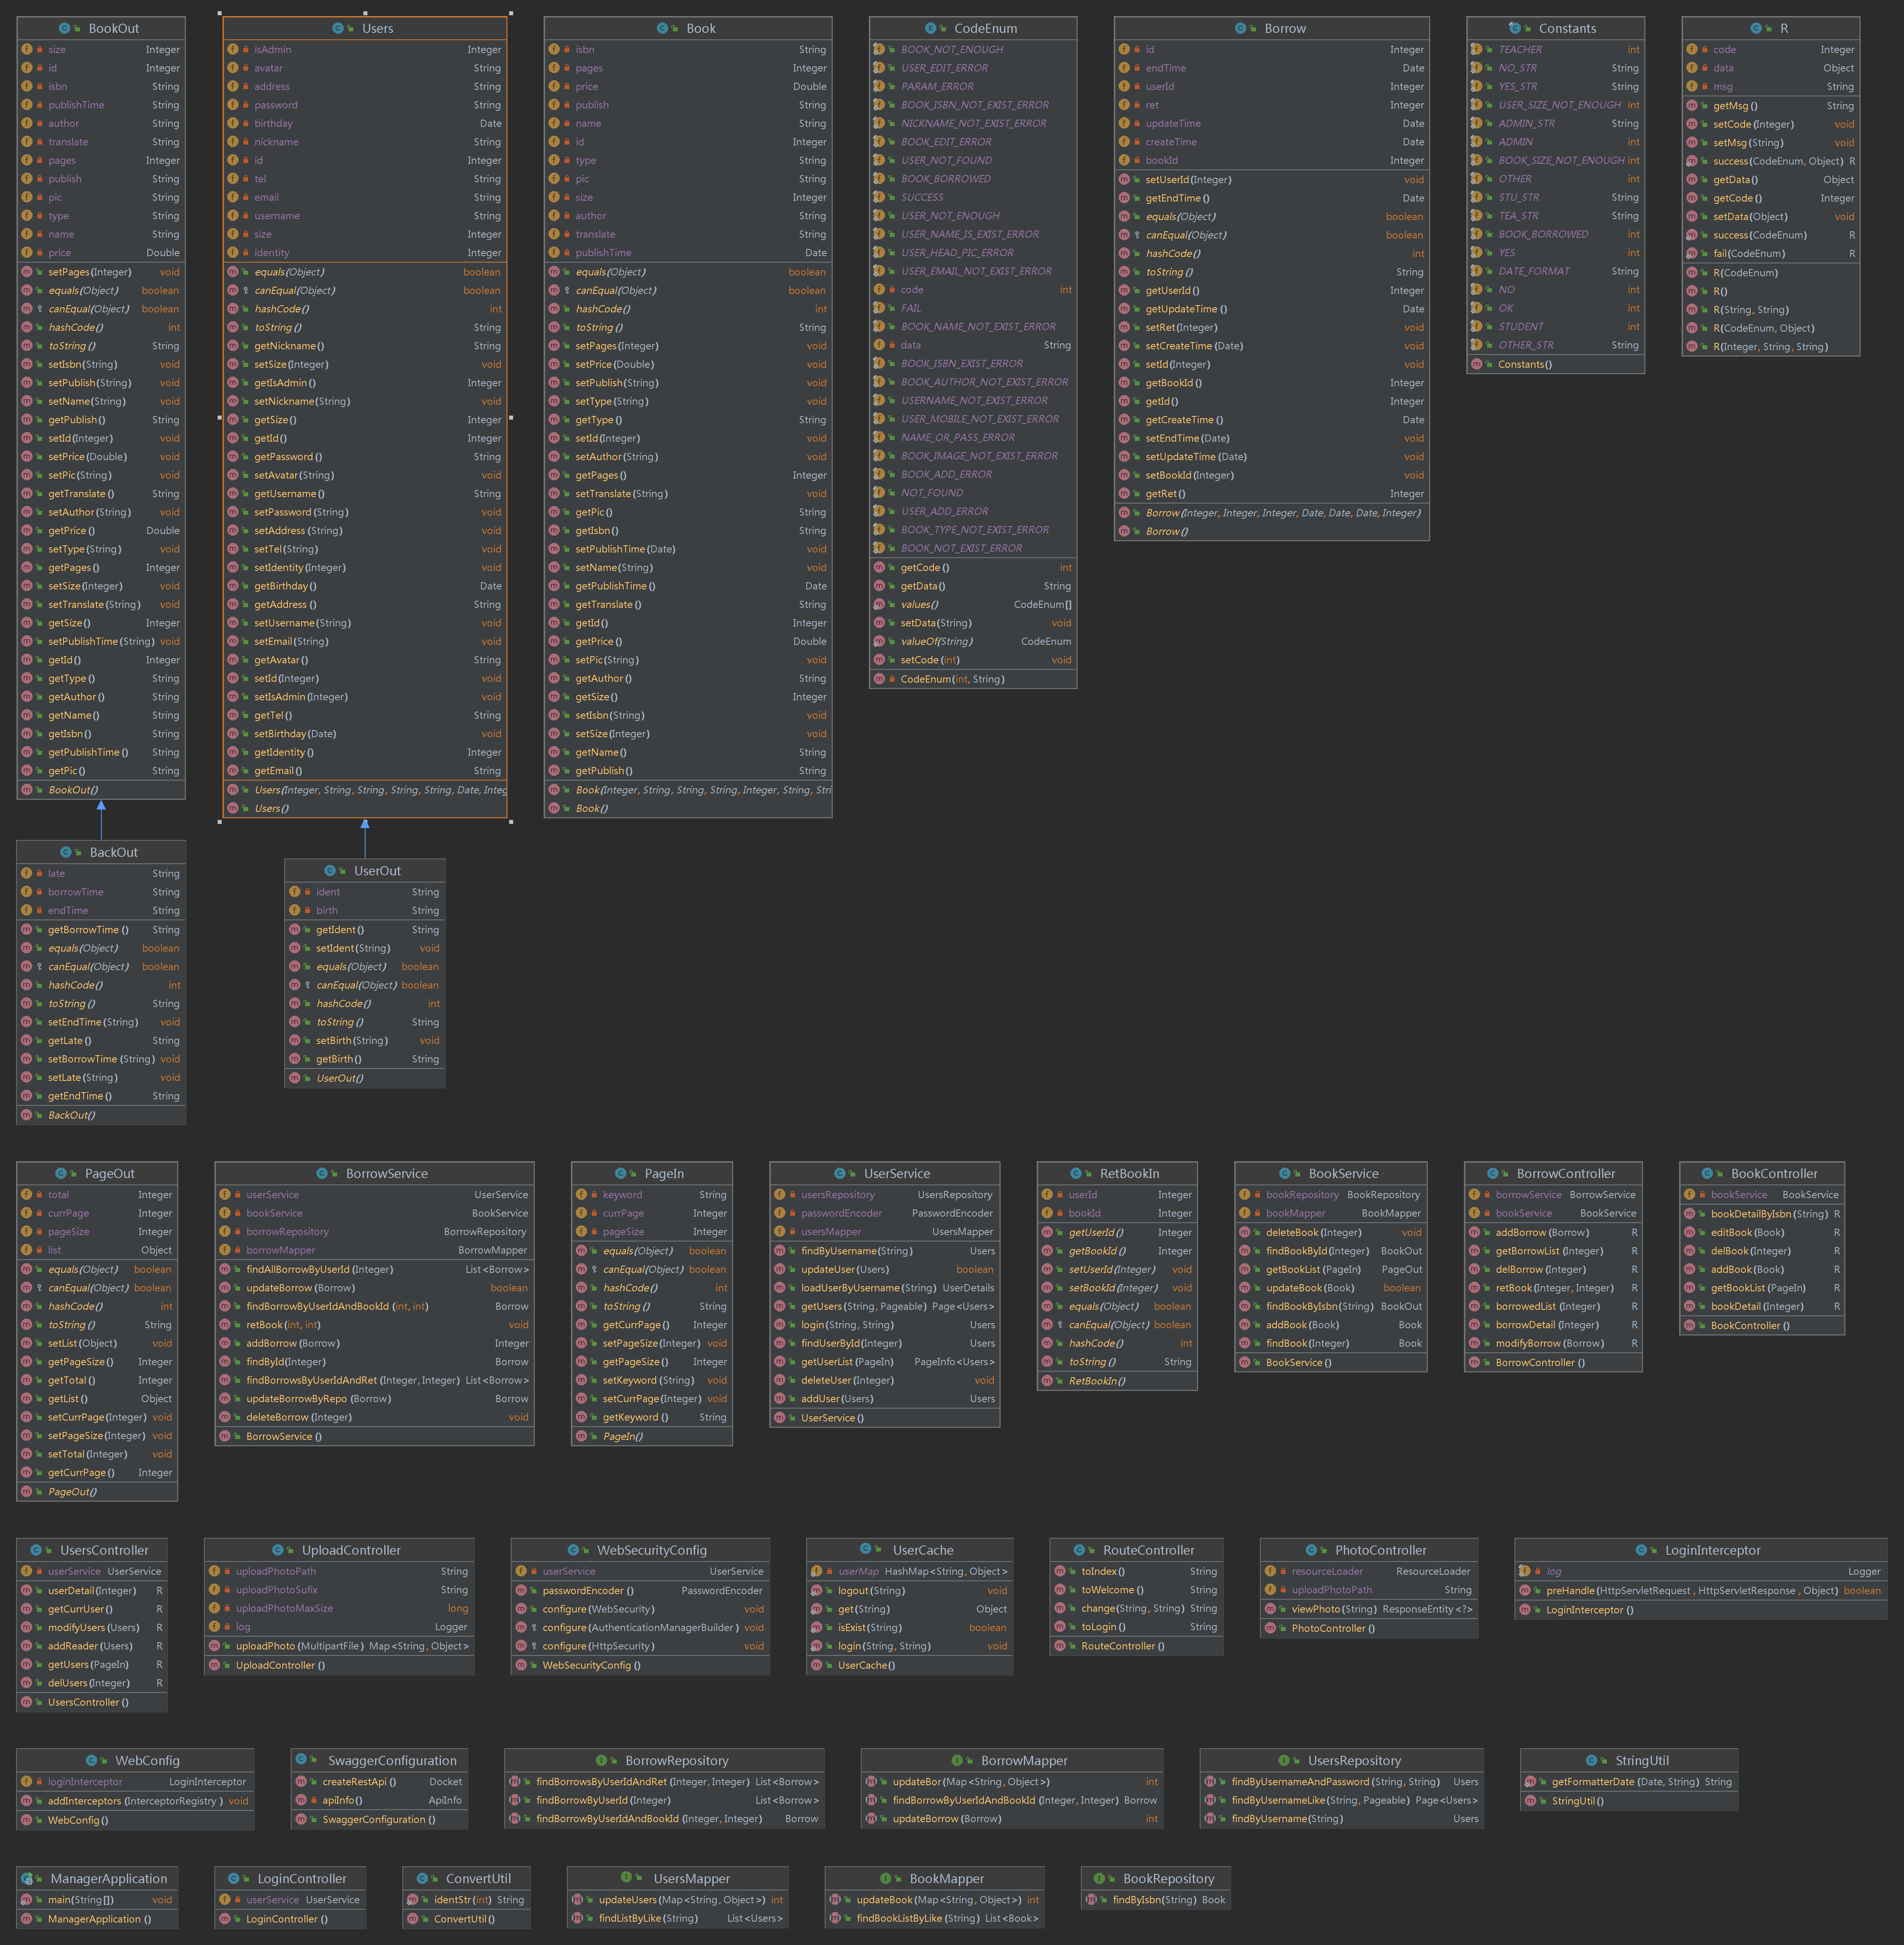 BookOut
size Integer
id Integer
isbn String
publishTime String
author String
translate String
pages Integer
publish String
pic String
type String
name String
price Double
setPages(Integer) void
equals(Object) boolean
canEqual(Object) boolean
hashCode() int
toString() String
setIsbn(String) void
setPublish(String) void
setName(String) void
getPublish() String
setId(Integer) void
setPrice(Double) void
setPic(String) void
getTranslate() String
setAuthor(String) void
getPrice() Double
setType(String) void
getPages() Integer
setSize(Integer) void
setTranslate(String) void
getSize() Integer
setPublishTime(String) void
getId() Integer
getType() String
getAuthor() String
getName() String
getIsbn() String
getPublishTime() String
getPic() String
BookOut()
Users
isAdmin Integer
avatar String
address String
password String
birthday Date
nickname String
id Integer
tel String
email String
username String
size Integer
identity Integer
equals(Object) boolean
canEqual(Object) boolean
hashCode() int
toString() String
getNickname() String
setSize(Integer) void
getIsAdmin() Integer
setNickname(String) void
getSize() Integer
getId() Integer
getPassword() String
setAvatar(String) void
getUsername() String
setPassword(String) void
setAddress(String) void
setTel(String) void
setIdentity(Integer) void
getBirthday() Date
getAddress() String
setUsername(String) void
setEmail(String) void
getAvatar() String
setId(Integer) void
setIsAdmin(Integer) void
getTel() String
setBirthday(Date) void
getIdentity() Integer
getEmail() String
Users(Integer, String, String, String, String, Date, Integ
Users()
Book
isbn String
pages Integer
price Double
publish String
name String
id Integer
type String
pic String
size Integer
author String
translate String
publishTime Date
equals(Object) boolean
canEqual(Object) boolean
hashCode() int
toString() String
setPages(Integer) void
setPrice(Double) void
setPublish(String) void
setType(String) void
getType() String
setId(Integer) void
setAuthor(String) void
getPages() Integer
setTranslate(String) void
getPic() String
getIsbn() String
setPublishTime(Date) void
setName(String) void
getPublishTime() Date
getTranslate() String
getId() Integer
getPrice() Double
setPic(String) void
getAuthor() String
getSize() Integer
setIsbn(String) void
setSize(Integer) void
getName() String
getPublish() String
Book(Integer, String, String, String, Integer, String, Stri
Book()
CodeEnum
BOOK_NOT_ENOUGH
USER_EDIT_ERROR
PARAM_ERROR
BOOK_ISBN_NOT_EXIST_ERROR
NICKNAME_NOT_EXIST_ERROR
BOOK_EDIT_ERROR
USER_NOT_FOUND
BOOK_BORROWED
SUCCESS
USER_NOT_ENOUGH
USER_NAME_IS_EXIST_ERROR
USER_HEAD_PIC_ERROR
USER_EMAIL_NOT_EXIST_ERROR
code int
FAIL
BOOK_NAME_NOT_EXIST_ERROR
data String
BOOK_ISBN_EXIST_ERROR
BOOK_AUTHOR_NOT_EXIST_ERROR
USERNAME_NOT_EXIST_ERROR
USER_MOBILE_NOT_EXIST_ERROR
NAME_OR_PASS_ERROR
BOOK_IMAGE_NOT_EXIST_ERROR
BOOK_ADD_ERROR
NOT_FOUND
USER_ADD_ERROR
BOOK_TYPE_NOT_EXIST_ERROR
BOOK_NOT_EXIST_ERROR
getCode() int
getData() String
values() CodeEnum[]
setData(String) void
valueOf(String) CodeEnum
setCode(int) void
CodeEnum(int, String)
Borrow
id Integer
endTime Date
userId Integer
ret Integer
updateTime Date
createTime Date
bookId Integer
setUserId(Integer) void
getEndTime() Date
equals(Object) boolean
canEqual(Object) boolean
hashCode() int
toString() String
getUserId() Integer
getUpdateTime() Date
setRet(Integer) void
setCreateTime(Date) void
setId(Integer) void
getBookId() Integer
getId() Integer
getCreateTime() Date
setEndTime(Date) void
setUpdateTime(Date) void
setBookId(Integer) void
getRet() Integer
Borrow(Integer, Integer, Integer, Date, Date, Date, Integer)
Borrow()
Constants
TEACHER int
NO_STR String
YES_STR String
USER_SIZE_NOT_ENOUGH int
ADMIN_STR String
ADMIN int
BOOK_SIZE_NOT_ENOUGH int
OTHER int
STU_STR String
TEA_STR String
BOOK_BORROWED int
YES int
DATE_FORMAT String
NO int
OK int
STUDENT int
OTHER_STR String
Constants()
R
code Integer
data Object
msg String
getMsg() String
setCode(Integer) void
setMsg(String) void
success(CodeEnum, Object) R
getData() Object
getCode() Integer
setData(Object) void
success(CodeEnum) R
fail(CodeEnum) R
R(CodeEnum)
R()
R(String, String)
R(CodeEnum, Object)
R(Integer, String, String)
BackOut
late String
borrowTime String
endTime String
getBorrowTime() String
equals(Object) boolean
canEqual(Object) boolean
hashCode() int
toString() String
setEndTime(String) void
getLate() String
setBorrowTime(String) void
setLate(String) void
getEndTime() String
BackOut()
UserOut
ident String
birth String
getIdent() String
setIdent(String) void
equals(Object) boolean
canEqual(Object) boolean
hashCode() int
toString() String
setBirth(String) void
getBirth() String
UserOut()
PageOut
total Integer
currPage Integer
pageSize Integer
list Object
equals(Object) boolean
canEqual(Object) boolean
hashCode() int
toString() String
setList(Object) void
getPageSize() Integer
getTotal() Integer
getList() Object
setCurrPage(Integer) void
setPageSize(Integer) void
setTotal(Integer) void
getCurrPage() Integer
PageOut()
BorrowService
userService UserService
bookService BookService
borrowRepository BorrowRepository
borrowMapper BorrowMapper
findAllBorrowByUserId(Integer) List<Borrow>
updateBorrow(Borrow) boolean
findBorrowByUserIdAndBookId(int, int) Borrow
retBook(int, int) void
addBorrow(Borrow) Integer
findById(Integer) Borrow
findBorrowsByUserIdAndRet(Integer, Integer) List<Borrow>
updateBorrowByRepo(Borrow) Borrow
deleteBorrow(Integer) void
BorrowService()
PageIn
keyword String
currPage Integer
pageSize Integer
equals(Object) boolean
canEqual(Object) boolean
hashCode() int
toString() String
getCurrPage() Integer
setPageSize(Integer) void
getPageSize() Integer
setKeyword(String) void
setCurrPage(Integer) void
getKeyword() String
PageIn()
UserService
usersRepository UsersRepository
passwordEncoder PasswordEncoder
usersMapper UsersMapper
findByUsername(String) Users
updateUser(Users) boolean
loadUserByUsername(String) UserDetails
getUsers(String, Pageable) Page<Users>
login(String, String) Users
findUserById(Integer) Users
getUserList(PageIn) PageInfo<Users>
deleteUser(Integer) void
addUser(Users) Users
UserService()
RetBookIn
userId Integer
bookId Integer
getUserId() Integer
getBookId() Integer
setUserId(Integer) void
setBookId(Integer) void
equals(Object) boolean
canEqual(Object) boolean
hashCode() int
toString() String
RetBookIn()
BookService
bookRepository BookRepository
bookMapper BookMapper
deleteBook(Integer) void
findBookById(Integer) BookOut
getBookList(PageIn) PageOut
updateBook(Book) boolean
findBookByIsbn(String) BookOut
addBook(Book) Book
findBook(Integer) Book
BookService()
BorrowController
borrowService BorrowService
bookService BookService
addBorrow(Borrow) R
getBorrowList(Integer) R
delBorrow(Integer) R
retBook(Integer, Integer) R
borrowedList(Integer) R
borrowDetail(Integer) R
modifyBorrow(Borrow) R
BorrowController()
BookController
bookService BookService
bookDetailByIsbn(String) R
editBook(Book) R
delBook(Integer) R
addBook(Book) R
getBookList(PageIn) R
bookDetail(Integer) R
BookController()
UsersController
userService UserService
userDetail(Integer) R
getCurrUser() R
modifyUsers(Users) R
addReader(Users) R
getUsers(PageIn) R
delUsers(Integer) R
UsersController()
UploadController
uploadPhotoPath String
uploadPhotoSufix String
uploadPhotoMaxSize long
log Logger
uploadPhoto(MultipartFile) Map<String, Object>
UploadController()
WebSecurityConfig
userService UserService
passwordEncoder() PasswordEncoder
configure(WebSecurity) void
configure(AuthenticationManagerBuilder) void
configure(HttpSecurity) void
WebSecurityConfig()
UserCache
userMap HashMap<String, Object>
logout(String) void
get(String) Object
isExist(String) boolean
login(String, String) void
UserCache()
RouteController
toIndex() String
toWelcome() String
change(String, String) String
toLogin() String
RouteController()
PhotoController
resourceLoader ResourceLoader
uploadPhotoPath String
viewPhoto(String) ResponseEntity<?>
PhotoController()
LoginInterceptor
log Logger
preHandle(HttpServletRequest, HttpServletResponse, Object) boolean
LoginInterceptor()
WebConfig
loginInterceptor LoginInterceptor
addInterceptors(InterceptorRegistry) void
WebConfig()
SwaggerConfiguration
createRestApi() Docket
apiInfo() ApiInfo
SwaggerConfiguration()
BorrowRepository
findBorrowsByUserIdAndRet(Integer, Integer) List<Borrow>
findBorrowByUserId(Integer) List<Borrow>
findBorrowByUserIdAndBookId(Integer, Integer) Borrow
BorrowMapper
updateBor(Map<String, Object>) int
findBorrowByUserIdAndBookId(Integer, Integer) Borrow
updateBorrow(Borrow) int
UsersRepository
findByUsernameAndPassword(String, String) Users
findByUsernameLike(String, Pageable) Page<Users>
findByUsername(String) Users
StringUtil
getFormatterDate(Date, String) String
StringUtil()
ManagerApplication
main(String[]) void
ManagerApplication()
LoginController
userService UserService
LoginController()
ConvertUtil
identStr(int) String
ConvertUtil()
UsersMapper
updateUsers(Map<String, Object>) int
findListByLike(String) List<Users>
BookMapper
updateBook(Map<String, Object>) int
findBookListByLike(String) List<Book>
BookRepository
findByIsbn(String) Book